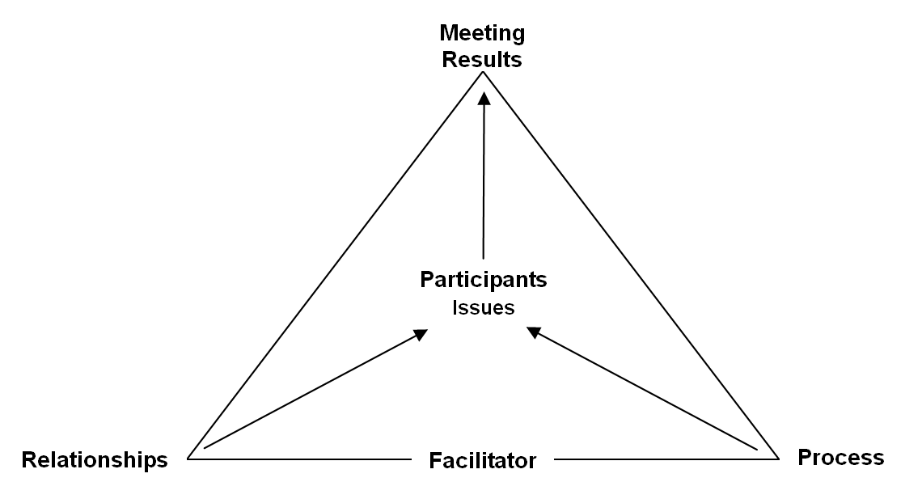 Meeting
Results
Participants
Issues
Relationships
Facilitator
Process